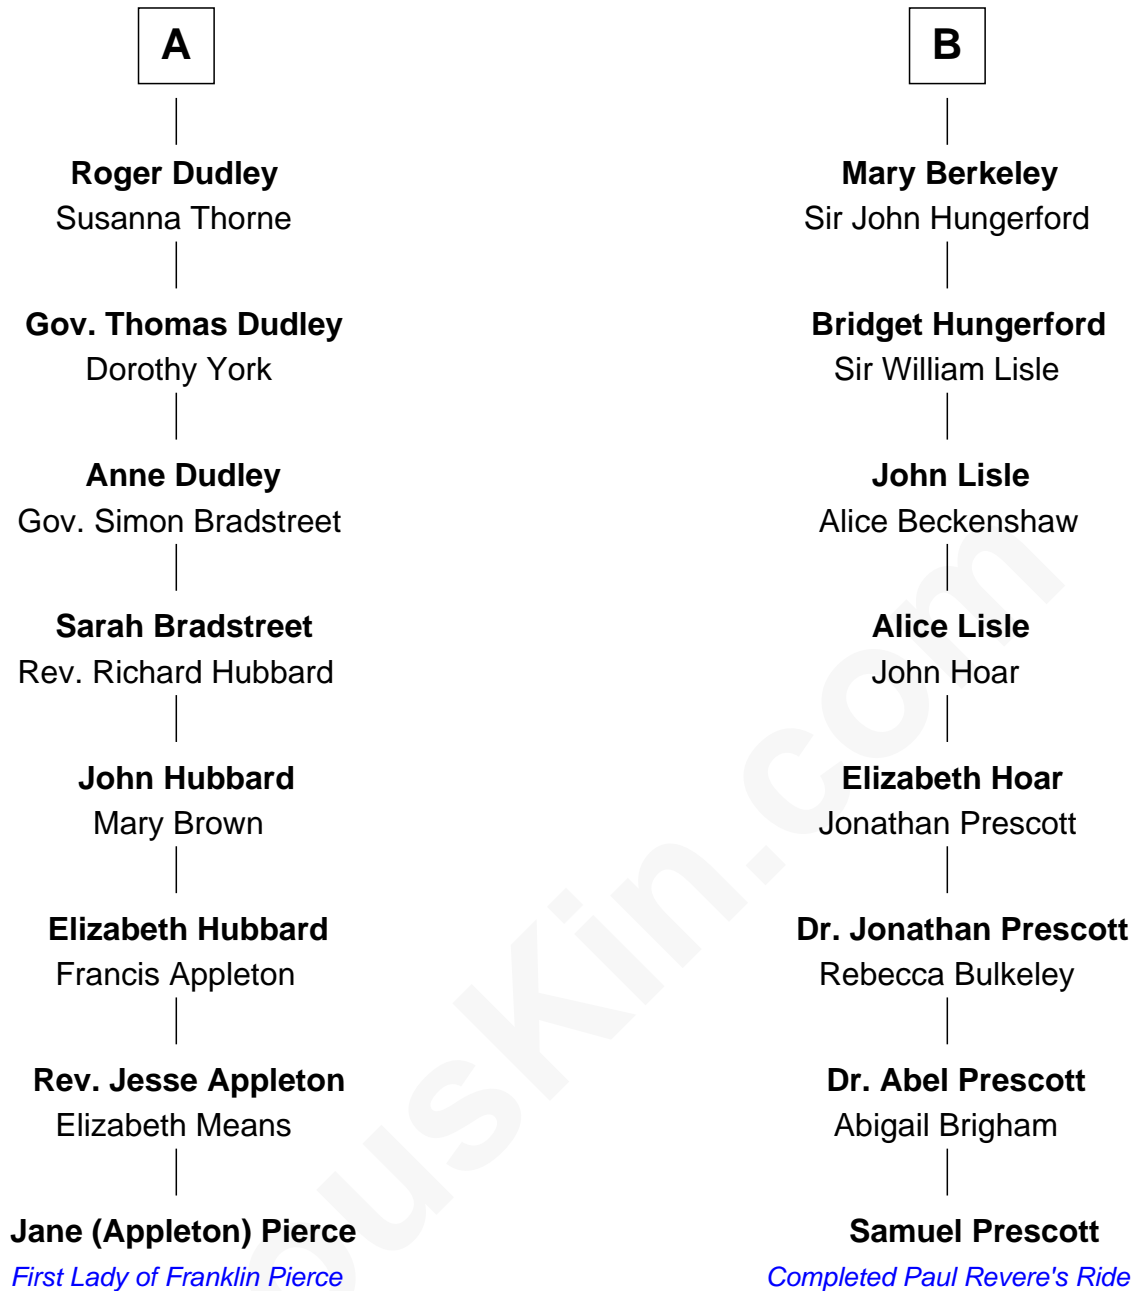 A
Roger Dudley
Susanna Thorne
Gov. Thomas Dudley
Dorothy York
Anne Dudley
Gov. Simon Bradstreet
Sarah Bradstreet
Rev. Richard Hubbard
John Hubbard
Mary Brown
Elizabeth Hubbard
Francis Appleton
Rev. Jesse Appleton
Elizabeth Means
Jane (Appleton) Pierce
First Lady of Franklin Pierce
B
Mary Berkeley
Sir John Hungerford
Bridget Hungerford
Sir William Lisle
John Lisle
Alice Beckenshaw
Alice Lisle
John Hoar
Elizabeth Hoar
Jonathan Prescott
Dr. Jonathan Prescott
Rebecca Bulkeley
Dr. Abel Prescott
Abigail Brigham
Samuel Prescott
Completed Paul Revere's Ride
ousKin.com